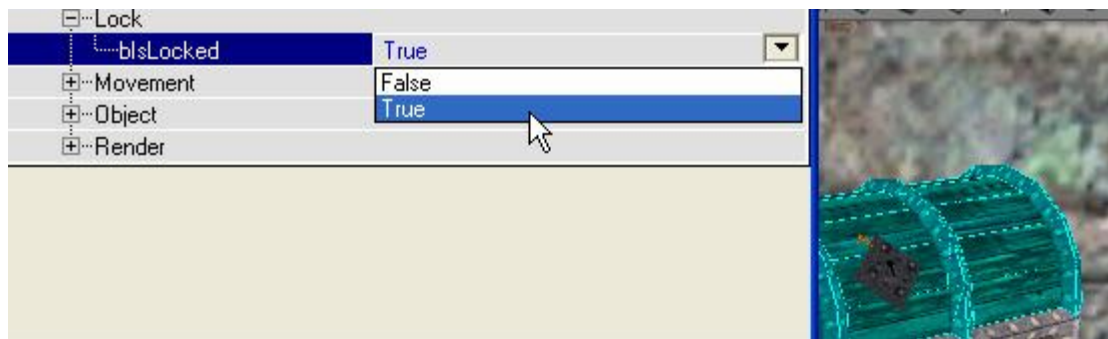 Lock
bIsLocked True
Movement False
Object True
Render